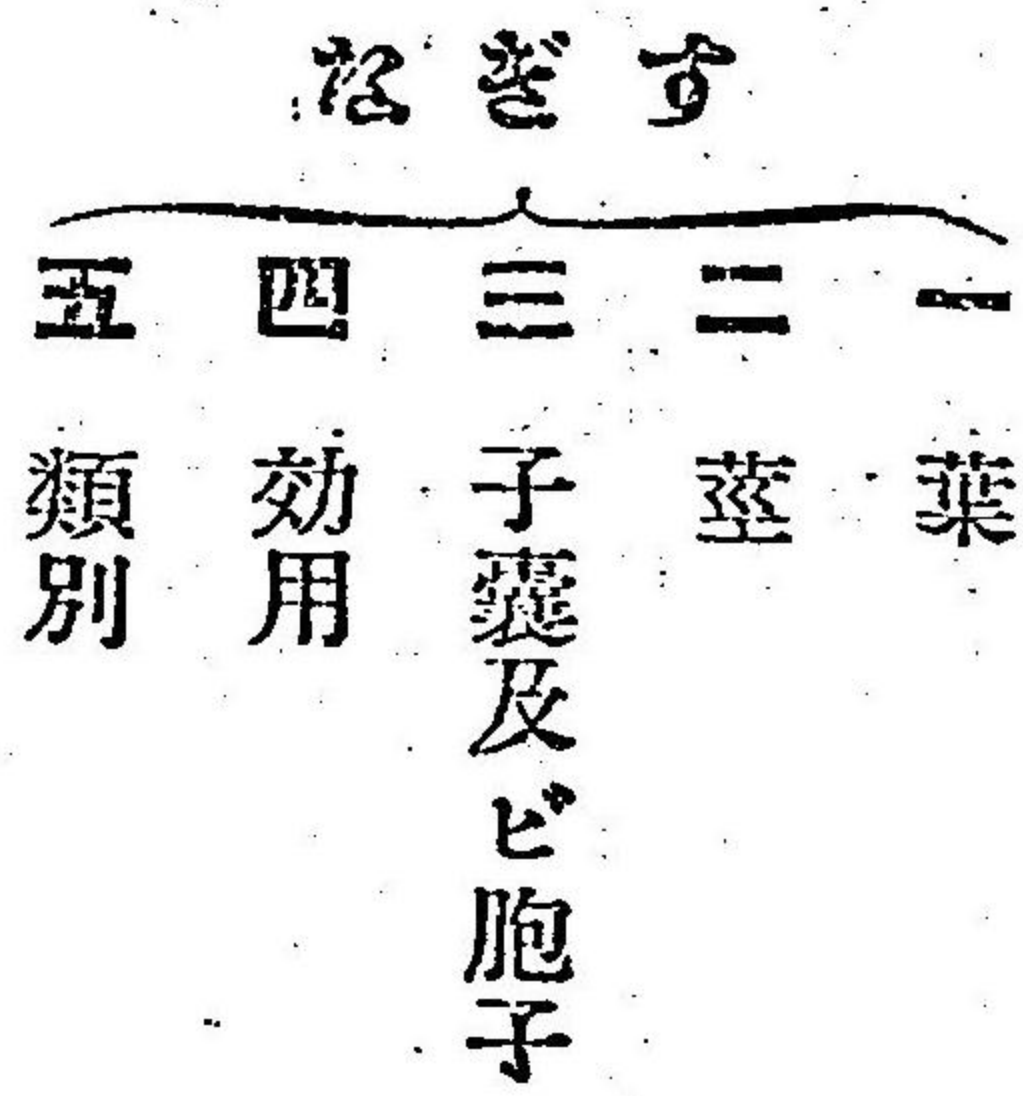 すぎな
一 葉
二 莖
三 子囊及ビ胞子
四 効用
五 類別